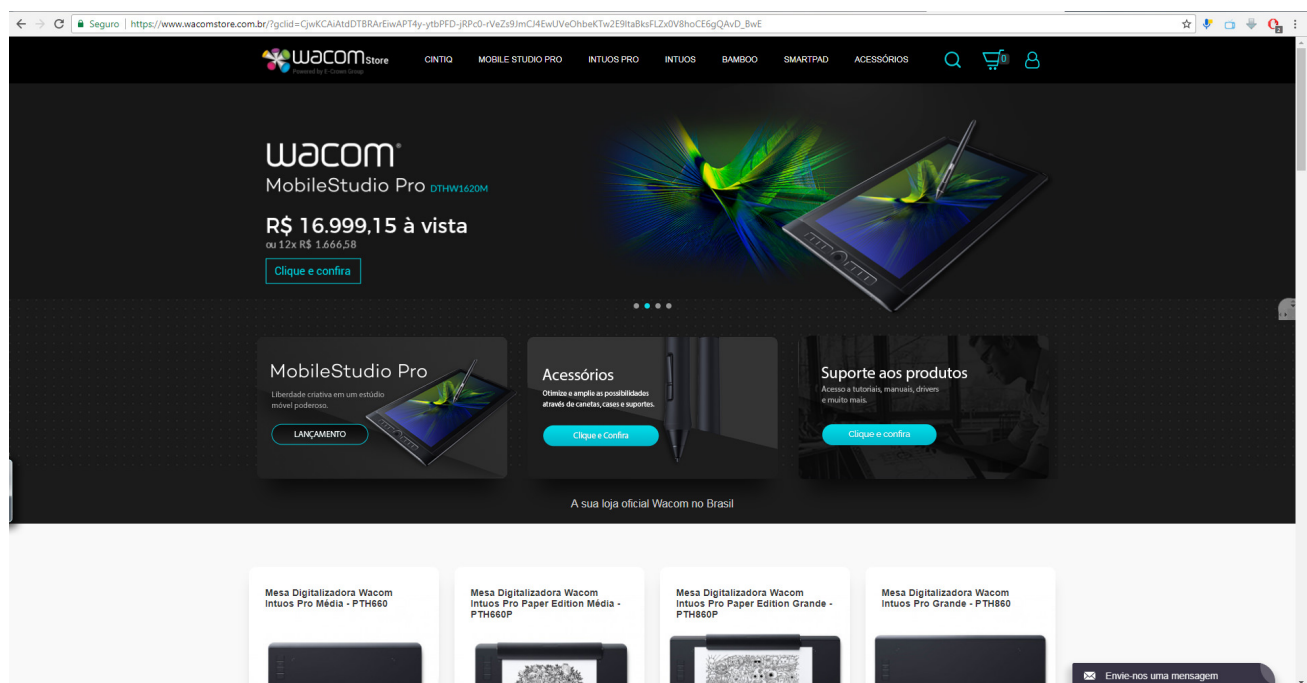 Seguro | https://www.wacomstore.com.br/?gclid=CjwKCAiAtdDTBRArEiwAPT4y-ytbPFD-jRPc0-rVeZs9JmCJ4EwUVeOhbeKTw2E9ltaBksFLZx0V8hoCE6gQAvD_BwE
2
wacom Store
Powered by E-Crown Group
CINTIQ
MOBILE STUDIO PRO
INTUOS PRO
INTUOS
BAMBOO
SMARTPAD
ACESSÓRIOS
0
wacom®
MobileStudio Pro DTHW1620M
R$ 16.999,15 à vista
ou 12x R$ 1.666,58
Clique e confira
MobileStudio Pro
Liberdade criativa em um estúdio
móvel poderoso.
LANÇAMENTO
Acessórios
Otimize e amplie as possibilidades
através de canetas, cases e suportes.
Clique e Confira
Suporte aos produtos
Acesso a tutoriais, manuais, drivers
e muito mais.
Clique e confira
A sua loja oficial Wacom no Brasil
Mesa Digitalizadora Wacom
Intuos Pro Média - PTH660
Mesa Digitalizadora Wacom
Intuos Pro Paper Edition Média -
PTH660P
Mesa Digitalizadora Wacom
Intuos Pro Paper Edition Grande -
PTH860P
Mesa Digitalizadora Wacom
Intuos Pro Grande - PTH860
Envie-nos uma mensagem